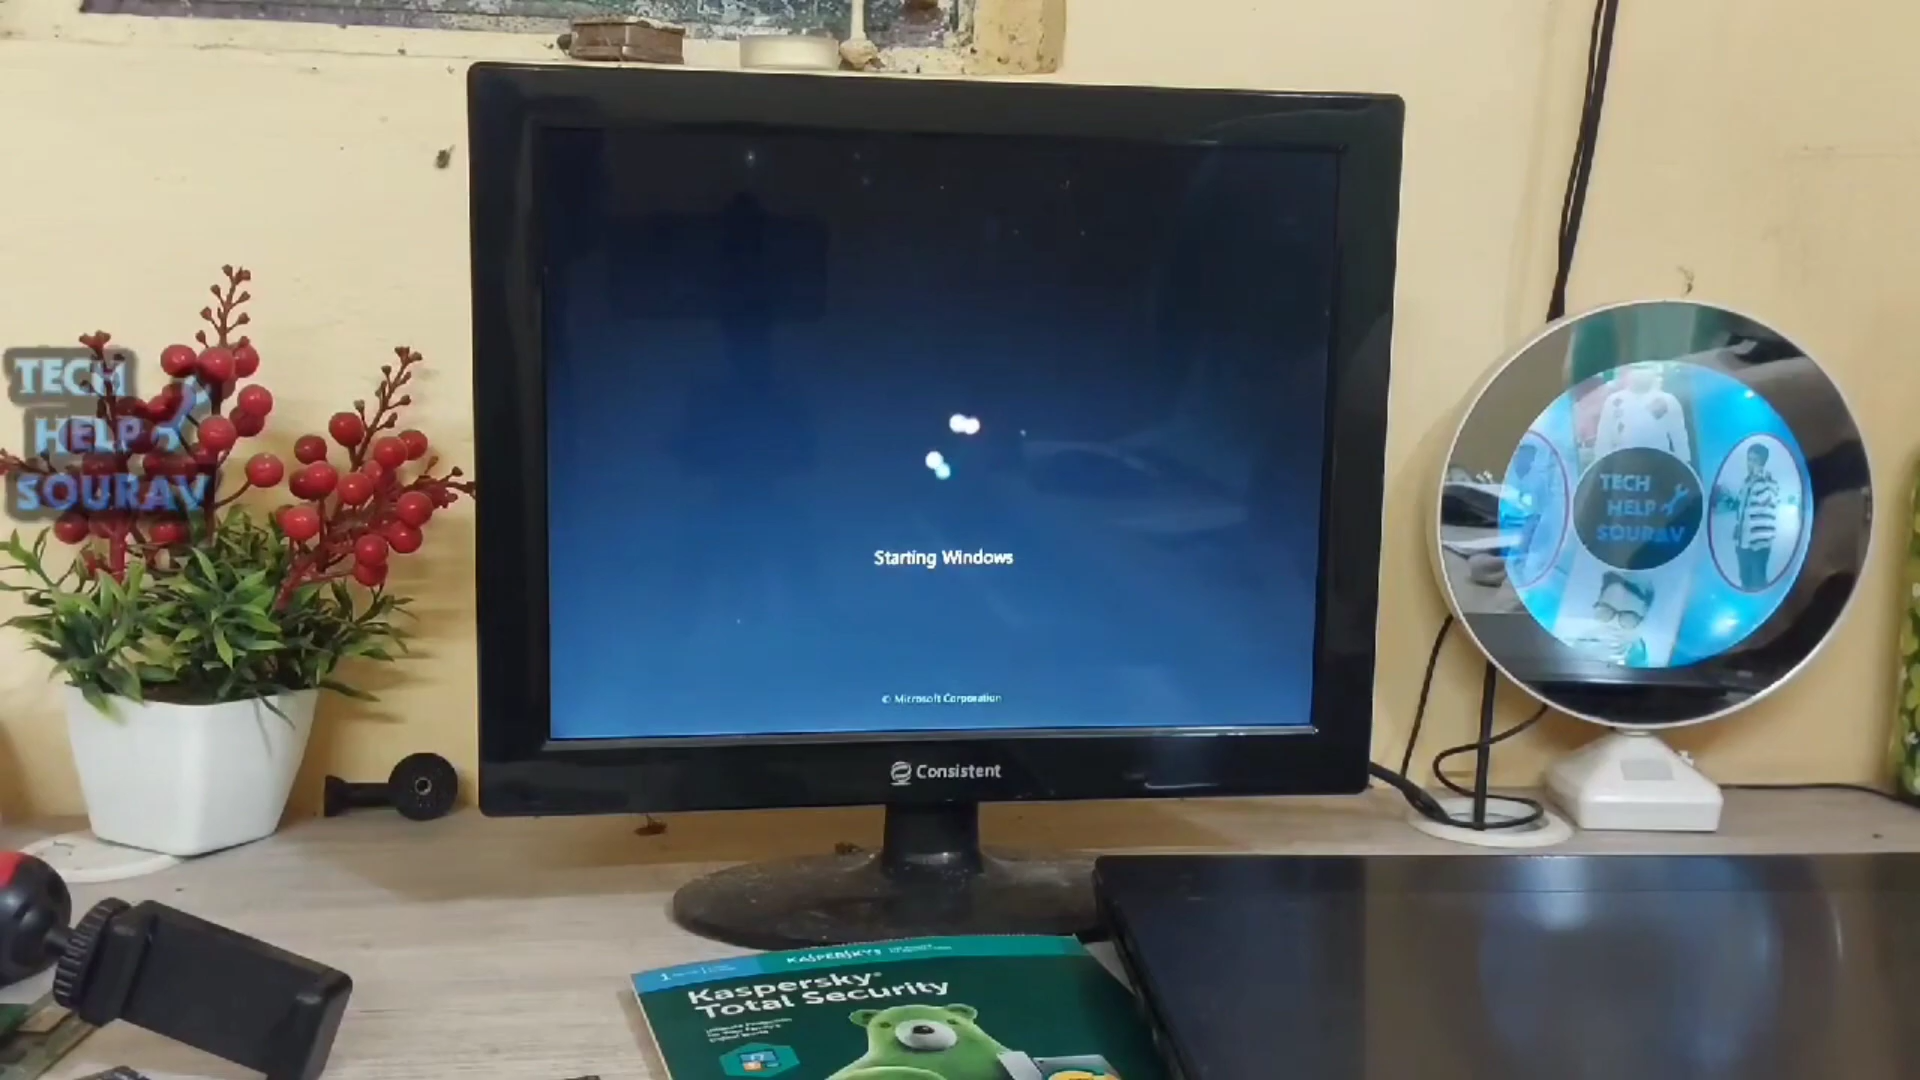 TECH
HELP
SOURAV
Starting Windows
© Microsoft Corporation
Consistent
TECH
HELP
SOURAV
KASPERSKY
Kaspersky
Total Security